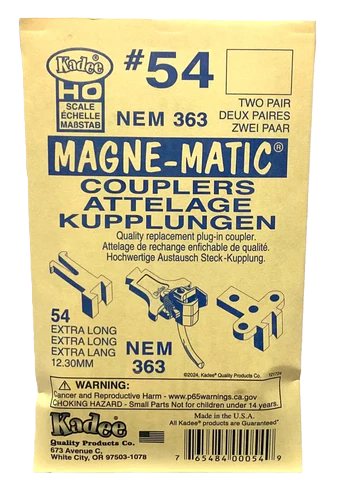 Kadee®
HO
SCALE
ÉCHELLE
MAßSTAB
#54
NEM 363
TWO PAIR
DEUX PAIRES
ZWEI PAAR
MAGNE-MATIC®
COUPLERS
ATTELAGE
KUPPLUNGEN
Quality replacement plug-in coupler.
Attelage de rechange enfichable de qualité.
Hochwertige Austausch Steck-Kupplung.
54
EXTRA LONG
EXTRA LONG
EXTRA LANG
12.30MM
NEM
363
©2024, Kadee® Quality Products Co.
⚠ WARNING:
Cancer and Reproductive Harm - www.p65warnings.ca.gov
CHOKING HAZARD - Small Parts Not for children under 14 years.
Kadee
Quality Products Co.
673 Avenue C,
White City, OR 97503-1078
Made in the U.S.A.
All Kadee® products are Guaranteed*
7 65484 00054 9